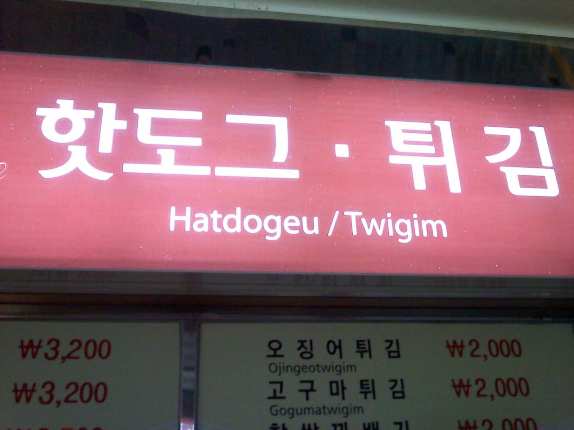 핫도그 · 튀김
Hatdogeu / Twigim
₩3,200
₩3,200
오징어튀김 ₩2,000
Ojingeotwigim
고구마튀김 ₩2,000
Gogumatwigim